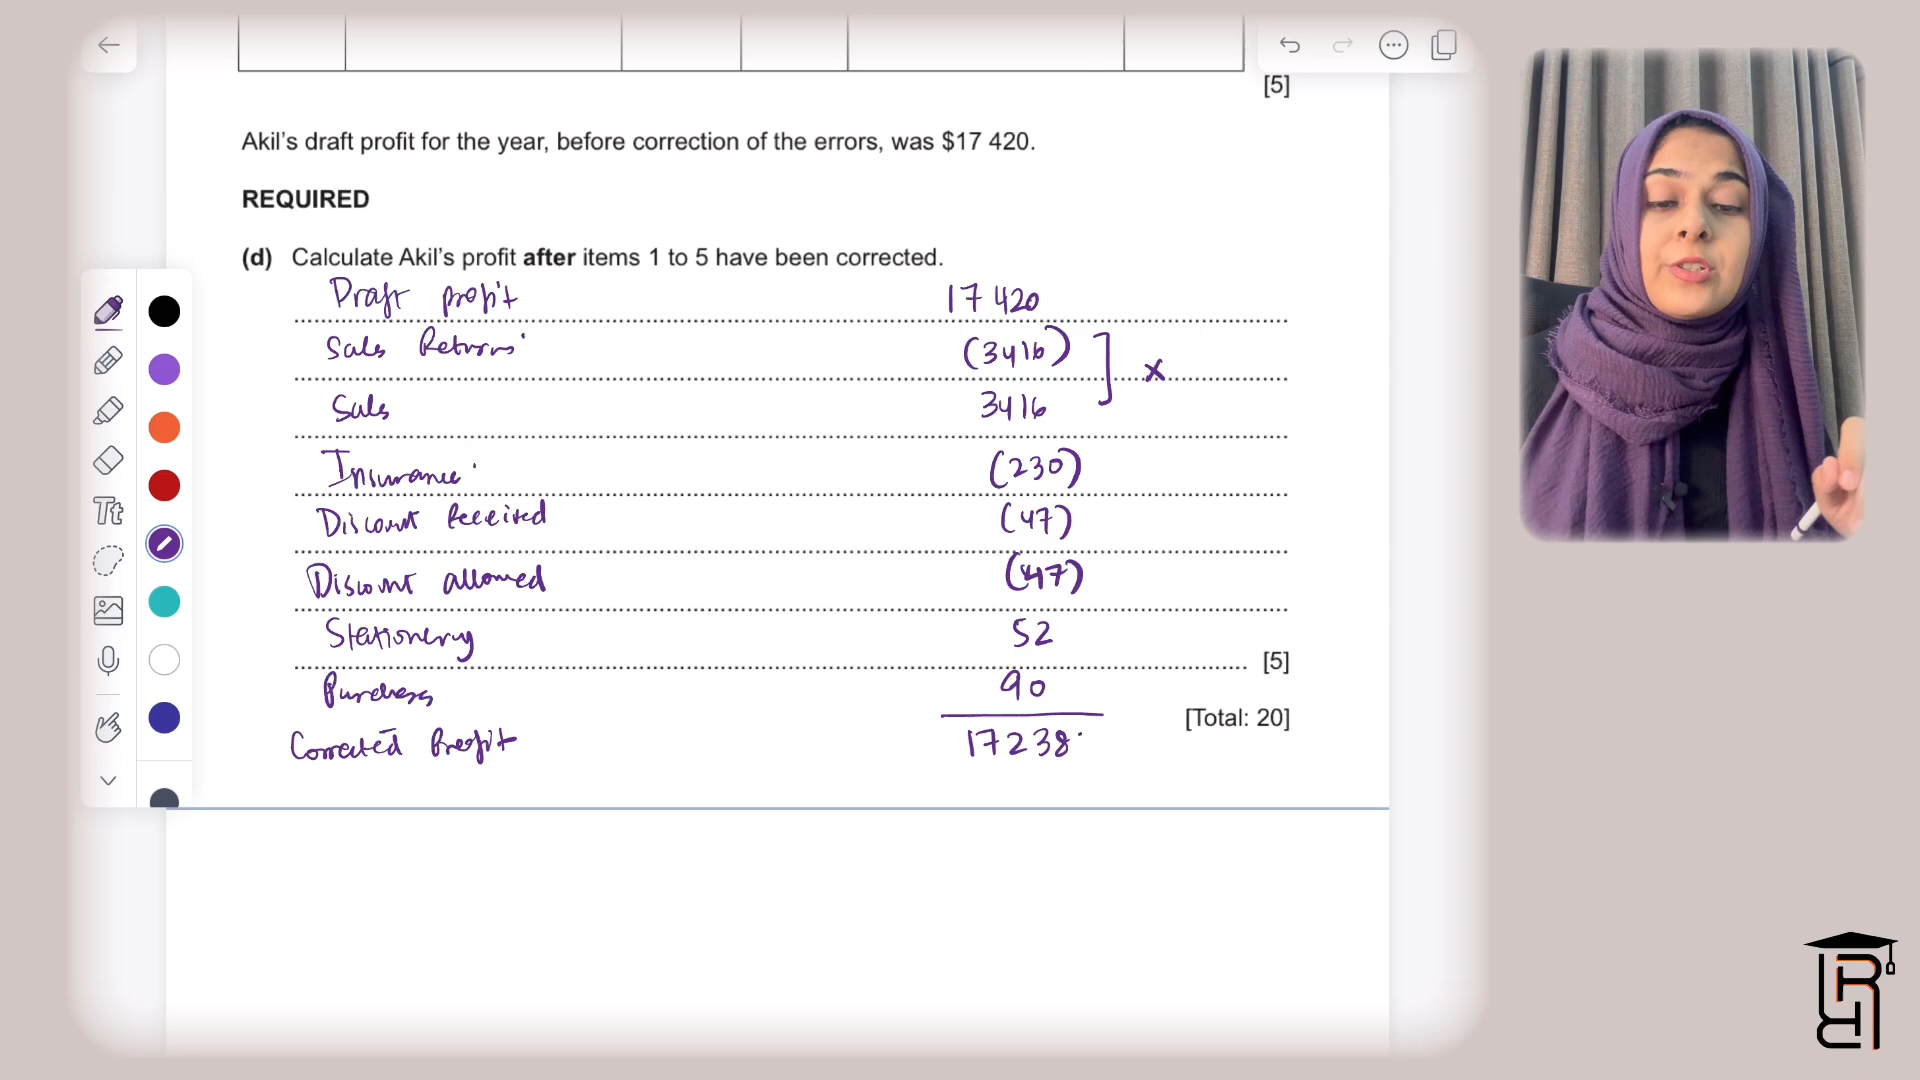 [5]
Akil's draft profit for the year, before correction of the errors, was $17 420.
REQUIRED
(d) Calculate Akil's profit after items 1 to 5 have been corrected.
Draft profit 17 420
Sales Returns (3416)
x
Sales 3416
Insurance (230)
Discount Received (47)
Discount allowed (47)
Stationery 52
[5]
Purchases 90
[Total: 20]
Corrected Profit 17238
Tt